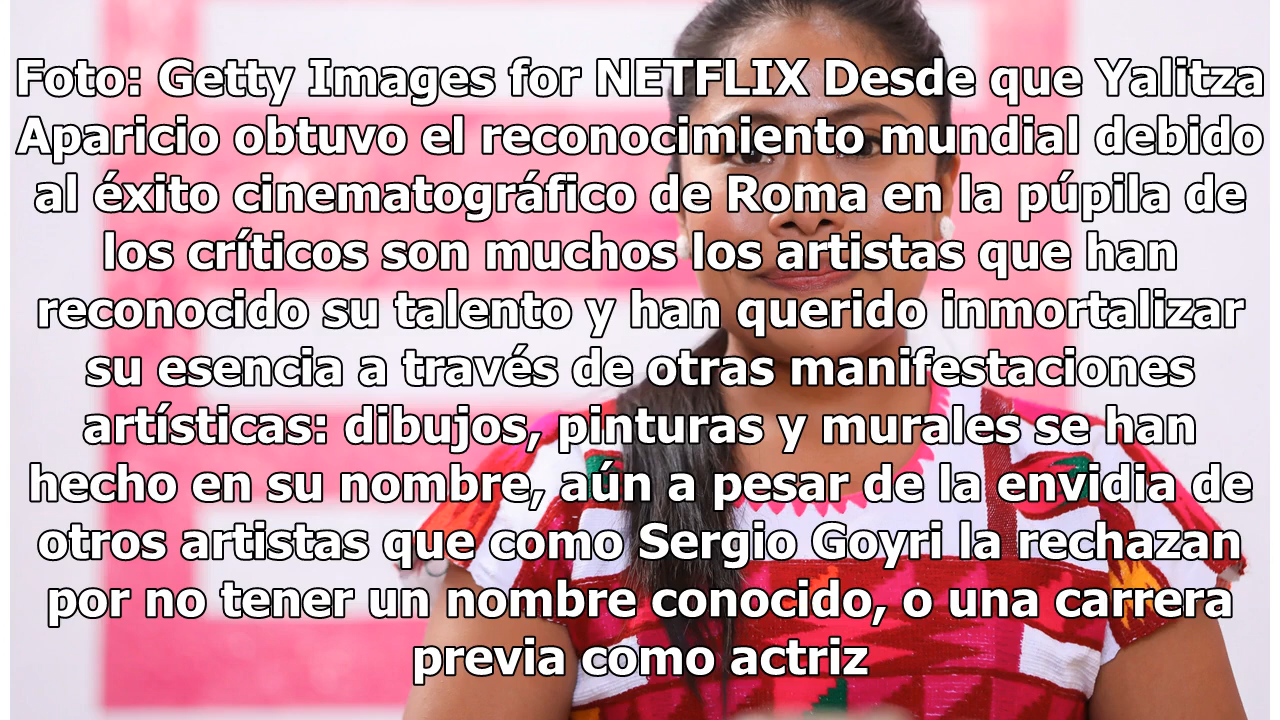 Foto: Getty Images for NETFLIX Desde que Yalitza
Aparicio obtuvo el reconocimiento mundial debido
al éxito cinematográfico de Roma en la púpila de
los críticos son muchos los artistas que han
reconocido su talento y han querido inmortalizar
su esencia a través de otras manifestaciones
artísticas: dibujos, pinturas y murales se han
hecho en su nombre, aún a pesar de la envidia de
otros artistas que como Sergio Goyri la rechazan
por no tener un nombre conocido, o una carrera
previa como actriz